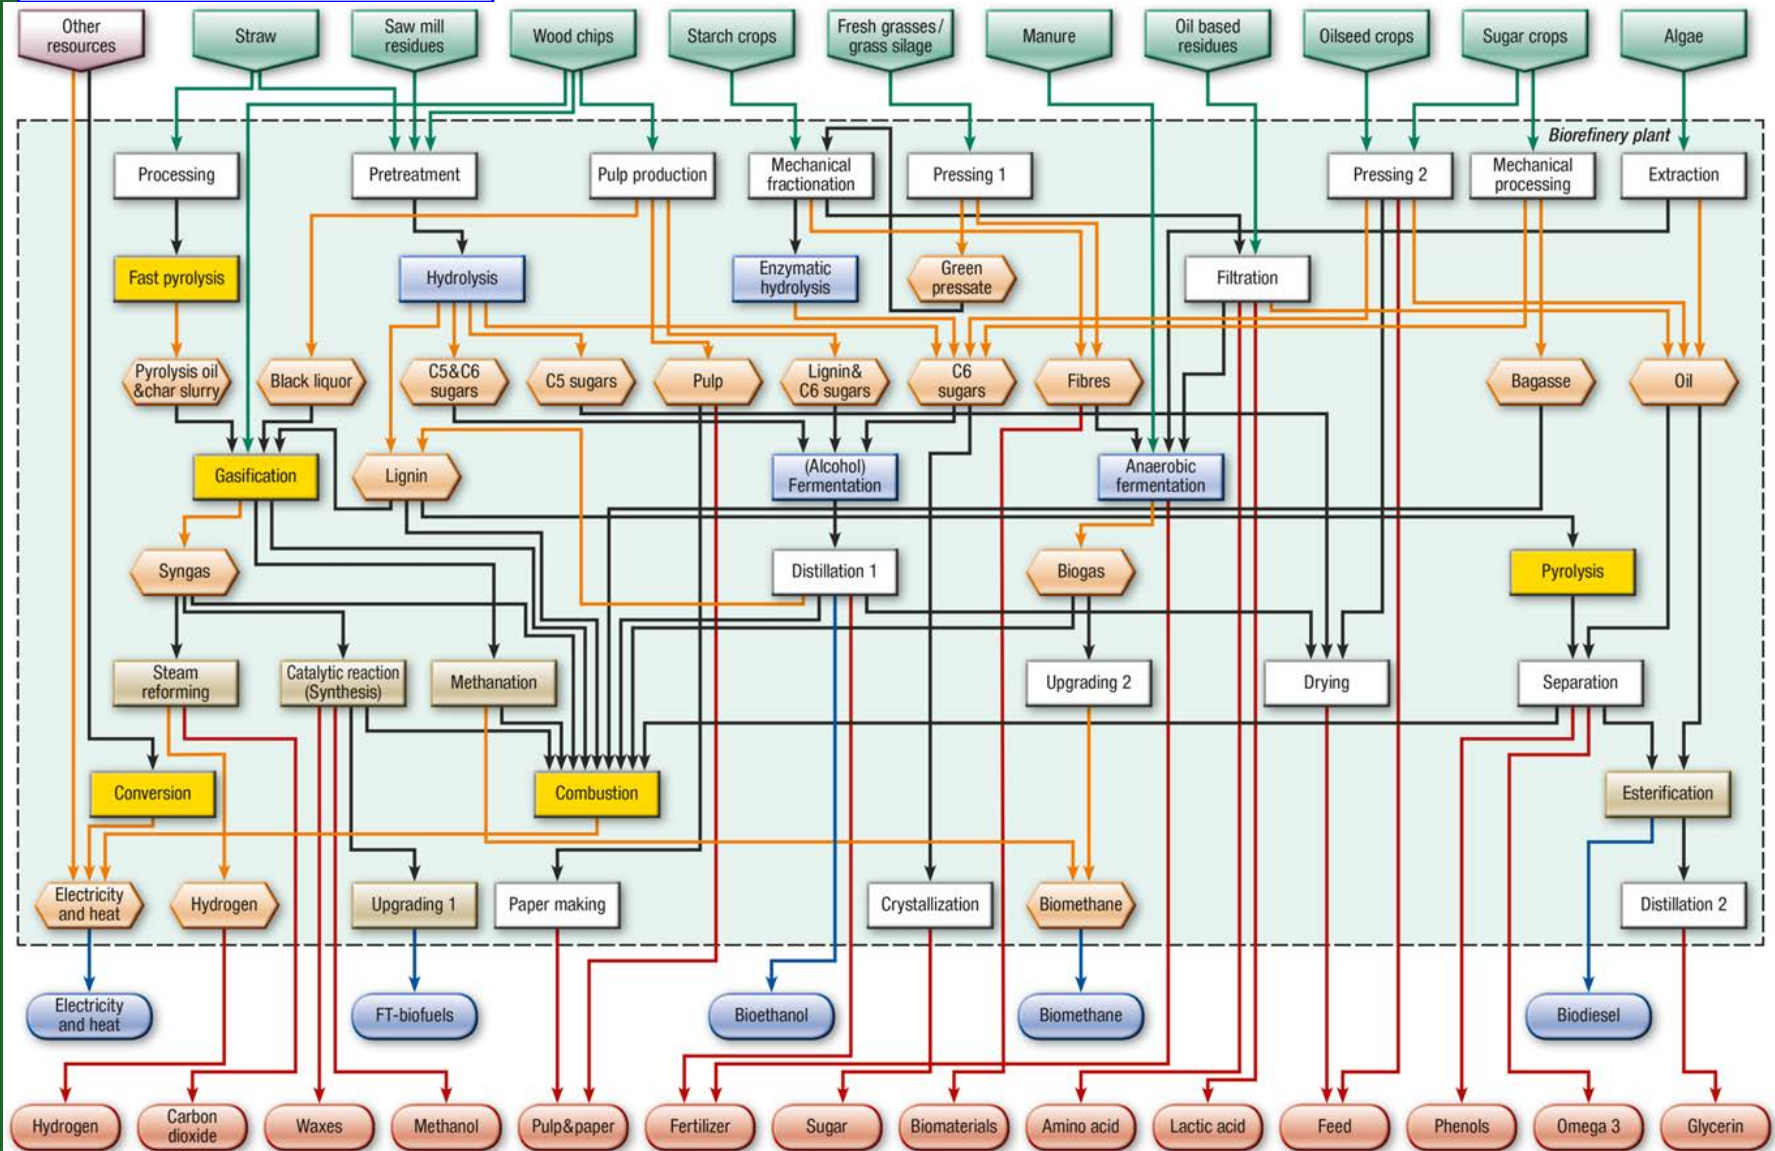 Other
resources
Straw
Saw mill
residues
Wood chips
Starch crops
Fresh grasses/
grass silage
Manure
Oil based
residues
Oilseed crops
Sugar crops
Algae
Biorefinery plant
Processing
Pretreatment
Pulp production
Mechanical
fractionation
Pressing 1
Pressing 2
Mechanical
processing
Extraction
Fast pyrolysis
Hydrolysis
Enzymatic
hydrolysis
Green
pressate
Filtration
Pyrolysis oil
&char slurry
Black liquor
C5&C6
sugars
C5 sugars
Pulp
Lignin&
C6 sugars
C6
sugars
Fibres
Bagasse
Oil
Gasification
Lignin
(Alcohol)
Fermentation
Anaerobic
fermentation
Syngas
Distillation 1
Biogas
Pyrolysis
Steam
reforming
Catalytic reaction
(Synthesis)
Methanation
Upgrading 2
Drying
Separation
Conversion
Combustion
Esterification
Electricity
and heat
Hydrogen
Upgrading 1
Paper making
Crystallization
Biomethane
Distillation 2
Electricity
and heat
FT-biofuels
Bioethanol
Biomethane
Biodiesel
Hydrogen
Carbon
dioxide
Waxes
Methanol
Pulp&paper
Fertilizer
Sugar
Biomaterials
Amino acid
Lactic acid
Feed
Phenols
Omega 3
Glycerin